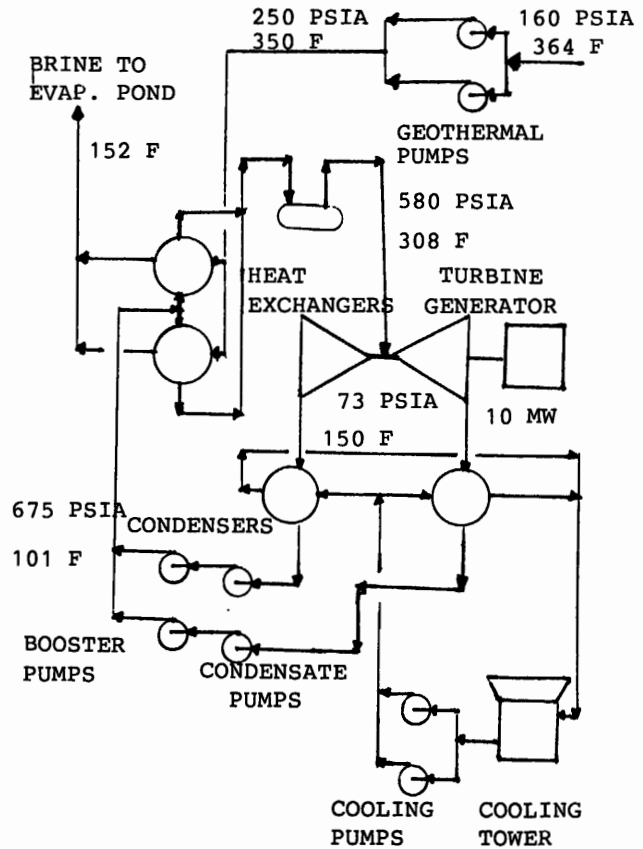 250 PSIA
350 F
160 PSIA
364 F
BRINE TO
EVAP. POND
152 F
GEOTHERMAL
PUMPS
580 PSIA
308 F
HEAT
EXCHANGERS
TURBINE
GENERATOR
73 PSIA
150 F
10 MW
675 PSIA
101 F
CONDENSERS
BOOSTER
PUMPS
CONDENSATE
PUMPS
COOLING
PUMPS
COOLING
TOWER